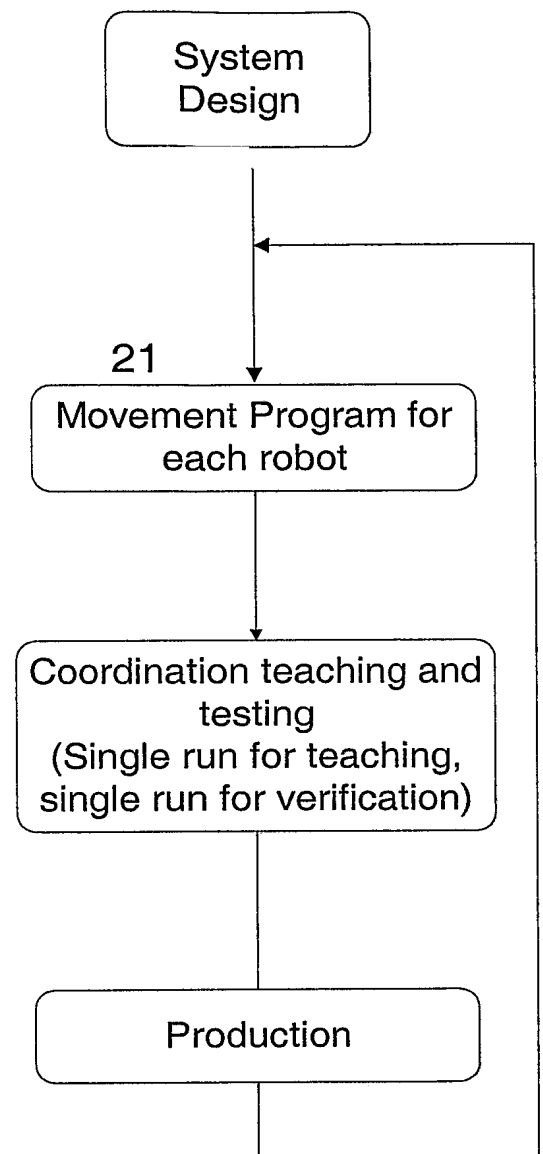 System
Design
21
Movement Program for
each robot
Coordination teaching and
testing
(Single run for teaching,
single run for verification)
Production